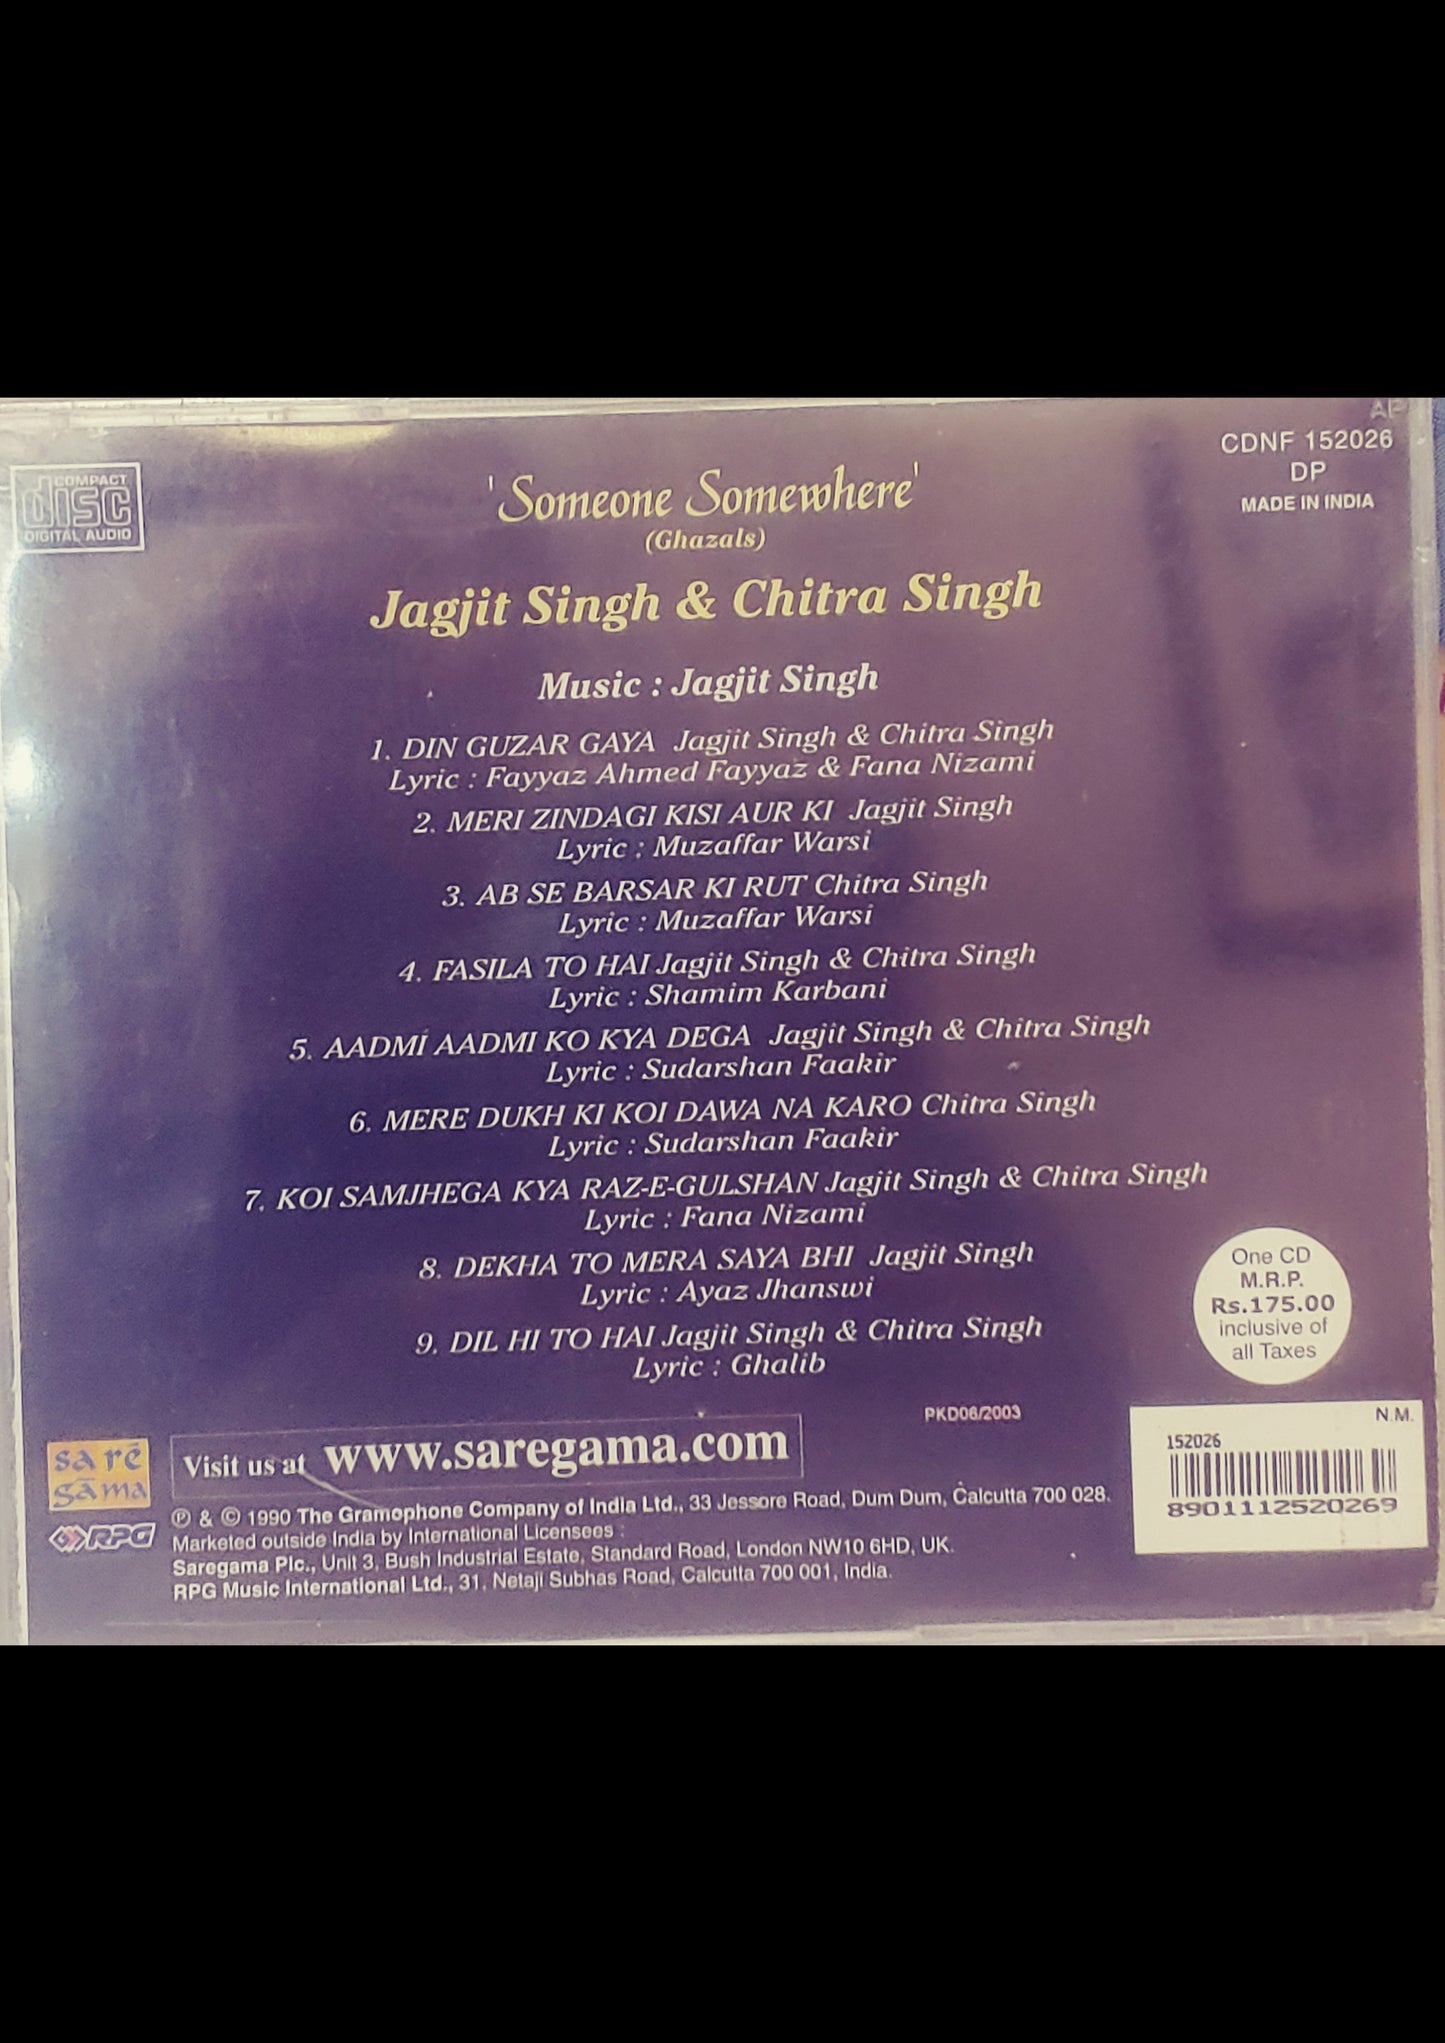 COMPACT
disc
DIGITAL AUDIO
CDNF 152026
DP
MADE IN INDIA
'Someone Somewhere'
(Ghazals)
Jagjit Singh & Chitra Singh
Music : Jagjit Singh
1. DIN GUZAR GAYA Jagjit Singh & Chitra Singh
Lyric : Fayyaz Ahmed Fayyaz & Fana Nizami
2. MERI ZINDAGI KISI AUR KI Jagjit Singh
Lyric : Muzaffar Warsi
3. AB SE BARSAR KI RUT Chitra Singh
Lyric : Muzaffar Warsi
4. FASILA TO HAI Jagjit Singh & Chitra Singh
Lyric : Shamim Karbani
5. AADMI AADMI KO KYA DEGA Jagjit Singh & Chitra Singh
Lyric : Sudarshan Faakir
6. MERE DUKH KI KOI DAWA NA KARO Chitra Singh
Lyric : Sudarshan Faakir
7. KOI SAMJHEGA KYA RAZ-E-GULSHAN Jagjit Singh & Chitra Singh
Lyric : Fana Nizami
8. DEKHA TO MERA SAYA BHI Jagjit Singh
Lyric : Ayaz Jhanswi
9. DIL HI TO HAI Jagjit Singh & Chitra Singh
Lyric : Ghalib
One CD
M.R.P.
Rs.175.00
inclusive of
all Taxes
PKD06/2003
N.M.
152026
8901112520269
sa rē
gā ma
RPG
Visit us at www.saregama.com
℗ & © 1990 The Gramophone Company of India Ltd., 33 Jessore Road, Dum Dum, Calcutta 700 028.
Marketed outside India by International Licensees :
Saregama Plc., Unit 3, Bush Industrial Estate, Standard Road, London NW10 6HD, UK.
RPG Music International Ltd., 31, Netaji Subhas Road, Calcutta 700 001, India.